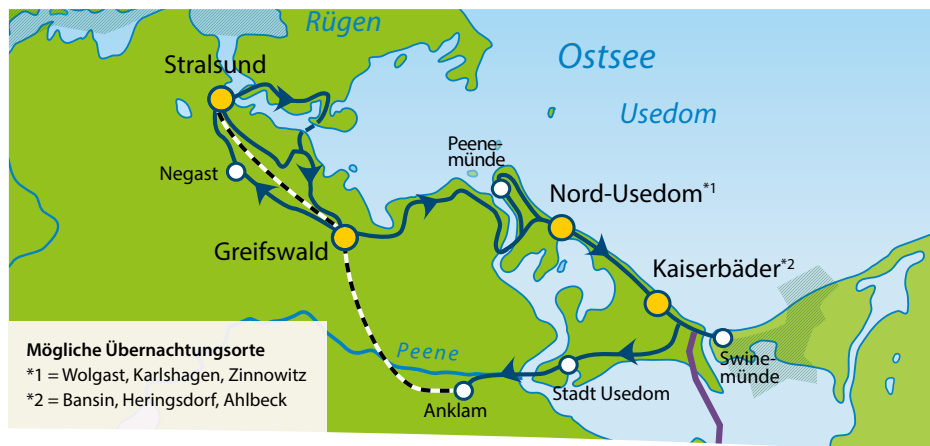 Rügen
Ostsee
Stralsund
Usedom
Peene-
münde
Negast
Nord-Usedom*1
Greifswald
Kaiserbäder*2
Mögliche Übernachtungsorte
*1 = Wolgast, Karlshagen, Zinnowitz
*2 = Bansin, Heringsdorf, Ahlbeck
Peene
Swine-
münde
Stadt Usedom
Anklam